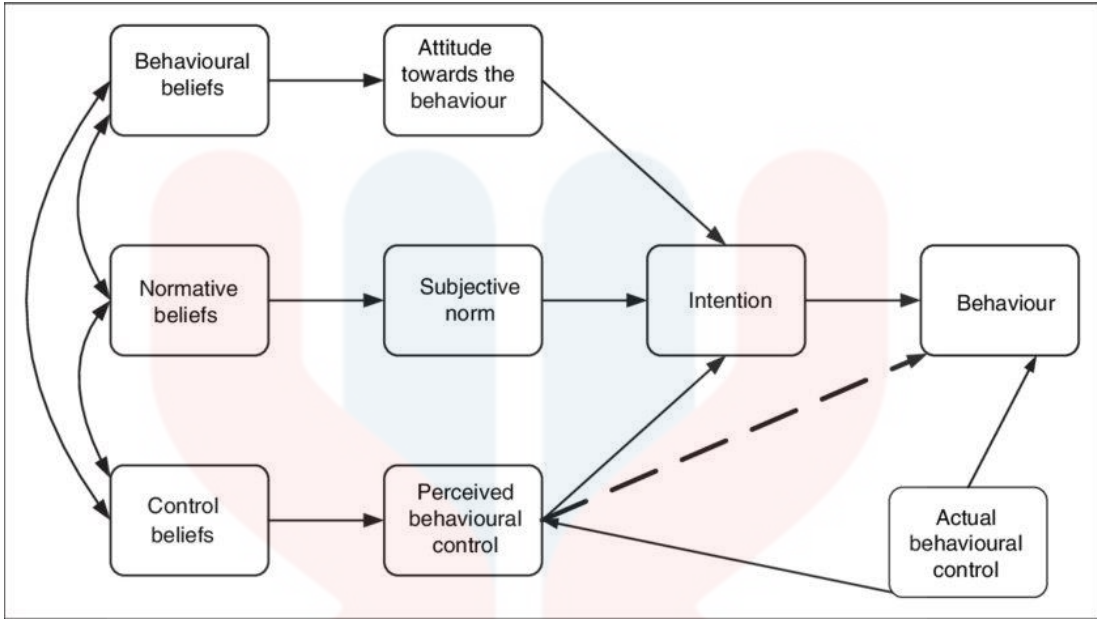 Behavioural
beliefs
Attitude
towards the
behaviour
Normative
beliefs
Subjective
norm
Intention
Behaviour
Control
beliefs
Perceived
behavioural
control
Actual
behavioural
control